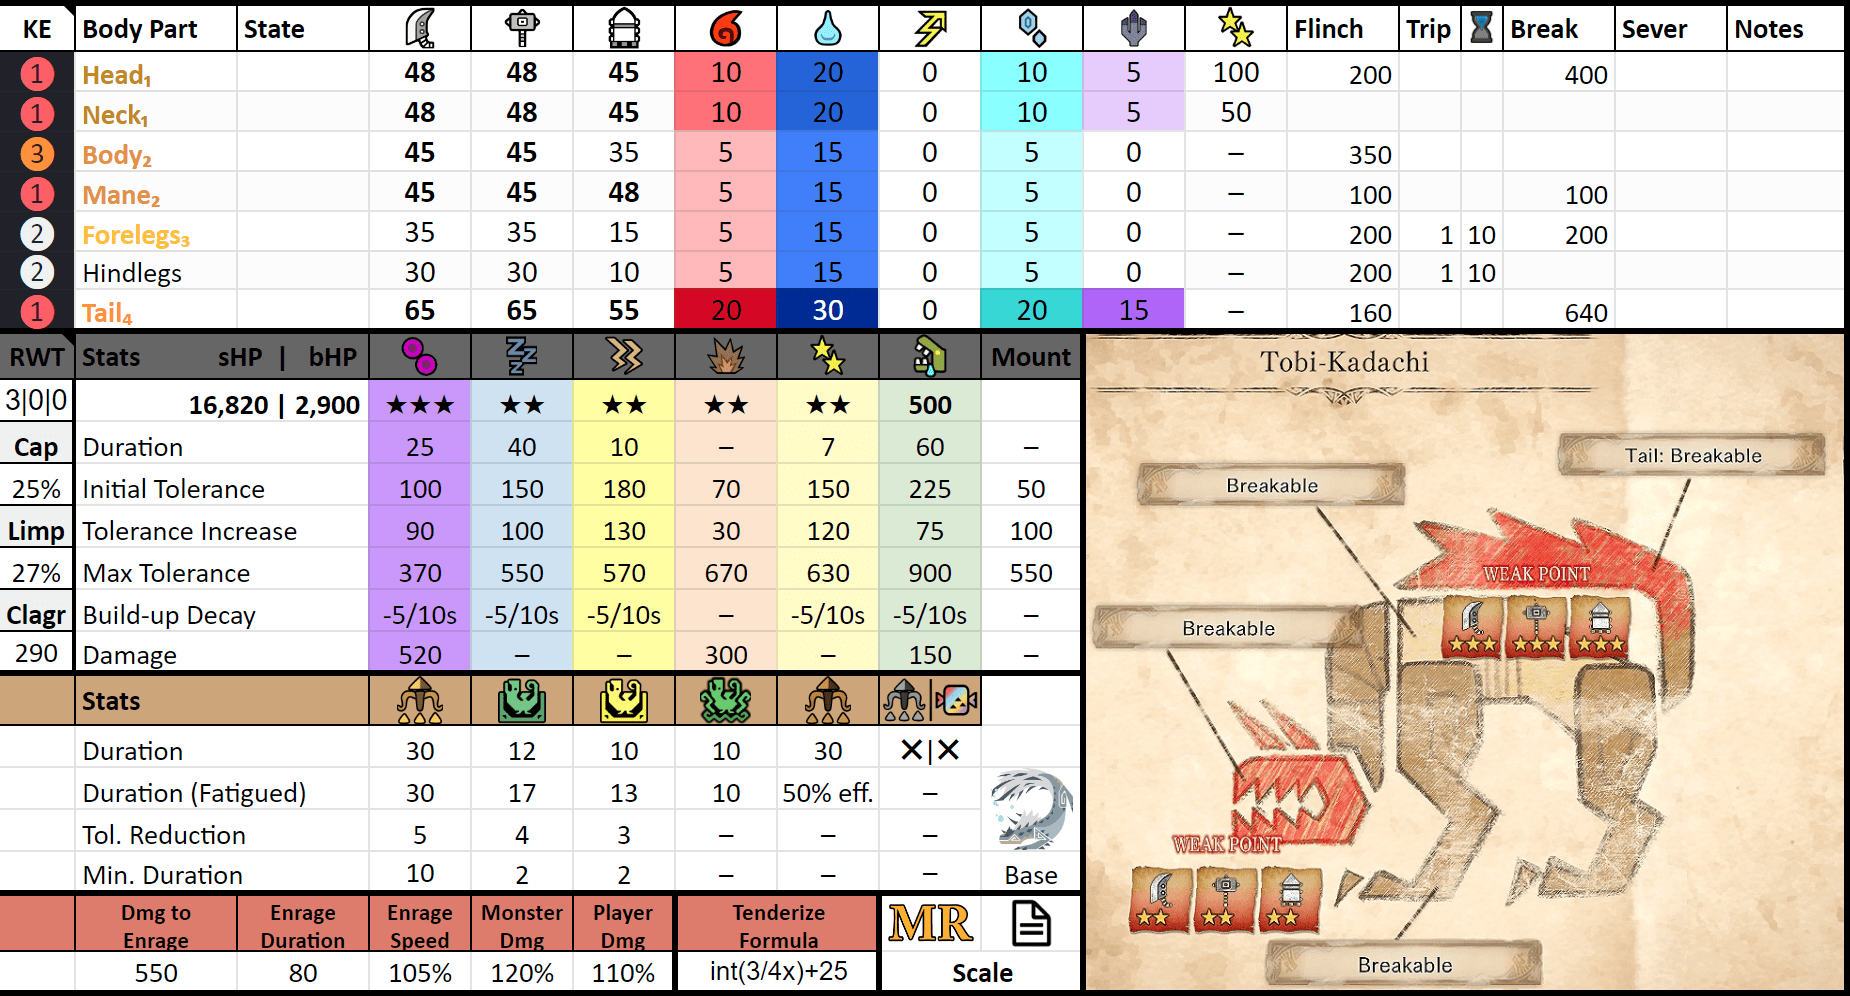 KE Body Part State Flinch Trip Break Sever Notes
1 Head₁ 48 48 45 10 20 0 10 5 100 200 400
1 Neck₁ 48 48 45 10 20 0 10 5 50
3 Body₂ 45 45 35 5 15 0 5 0 – 350
1 Mane₂ 45 45 48 5 15 0 5 0 – 100 100
2 Forelegs₃ 35 35 15 5 15 0 5 0 – 200 1 10 200
2 Hindlegs 30 30 10 5 15 0 5 0 – 200 1 10
1 Tail₄ 65 65 55 20 30 0 20 15 – 160 640
RWT Stats sHP | bHP Mount
3|0|0 16,820 | 2,900 ★★★ ★★ ★★ ★★ ★★ 500
Cap Duration 25 40 10 – 7 60 –
25% Initial Tolerance 100 150 180 70 150 225 50
Limp Tolerance Increase 90 100 130 30 120 75 100
27% Max Tolerance 370 550 570 670 630 900 550
Clagr Build-up Decay -5/10s -5/10s -5/10s – -5/10s -5/10s –
290 Damage 520 – – 300 – 150 –
Stats |
Duration 30 12 10 10 30 ✕|✕
Duration (Fatigued) 30 17 13 10 50% eff. –
Tol. Reduction 5 4 3 – – –
Min. Duration 10 2 2 – – – Base
Dmg to Enrage Enrage Duration Enrage Speed Monster Dmg Player Dmg Tenderize Formula MR
550 80 105% 120% 110% int(3/4x)+25 Scale
Tobi-Kadachi
Tail: Breakable
Breakable
WEAK POINT
Breakable
WEAK POINT
Breakable